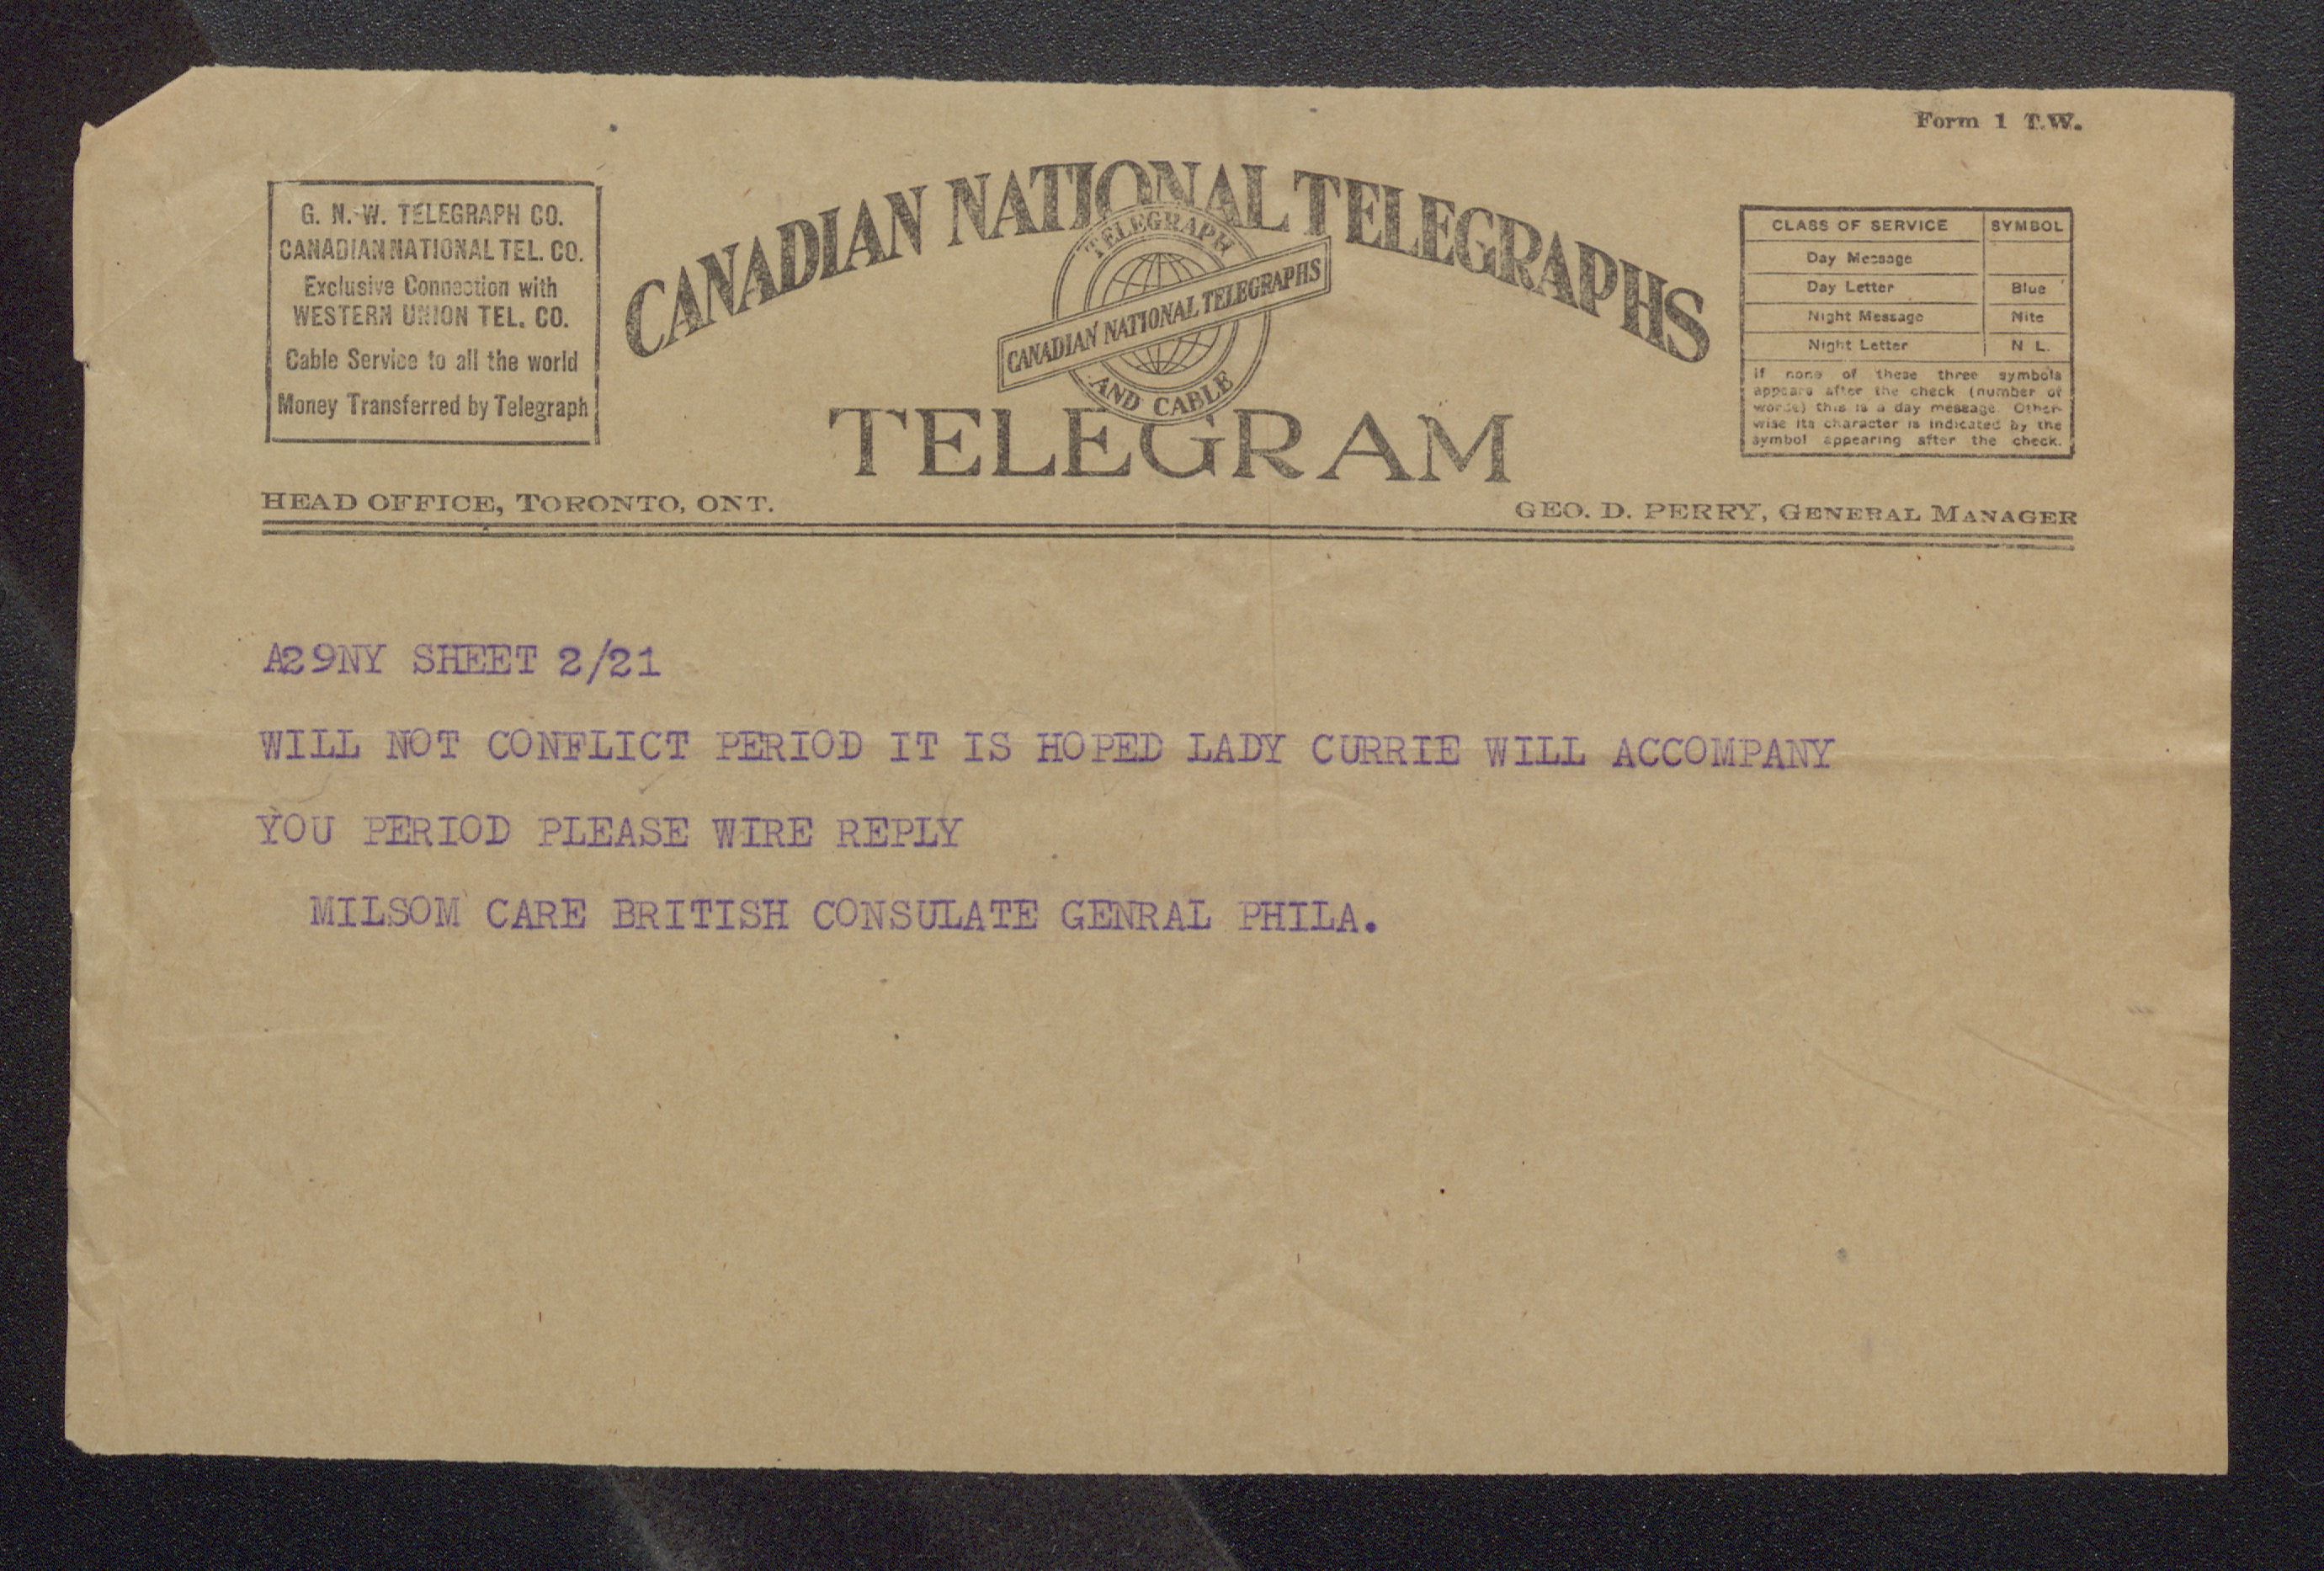 Form 1 T.W.
G. N. W. TELEGRAPH CO.
CANADIAN NATIONAL TEL. CO.
Exclusive Connection with
WESTERN UNION TEL. CO.
Cable Service to all the world
Money Transferred by Telegraph
CANADIAN NATIONAL TELEGRAPHS
TELEGRAPH
CANADIAN NATIONAL TELEGRAPHS
AND CABLE
TELEGRAM
CLASS OF SERVICE SYMBOL
Day Message
Day Letter Blue
Night Message Nite
Night Letter N L.
If none of these three symbols
appears after the check (number of
words) this is a day message. Other-
wise its character is indicated by the
symbol appearing after the check.
HEAD OFFICE, TORONTO, ONT.
GEO. D. PERRY, GENERAL MANAGER
A29NY SHEET 2/21
WILL NOT CONFLICT PERIOD IT IS HOPED LADY CURRIE WILL ACCOMPANY
YOU PERIOD PLEASE WIRE REPLY
MILSOM CARE BRITISH CONSULATE GENRAL PHILA.